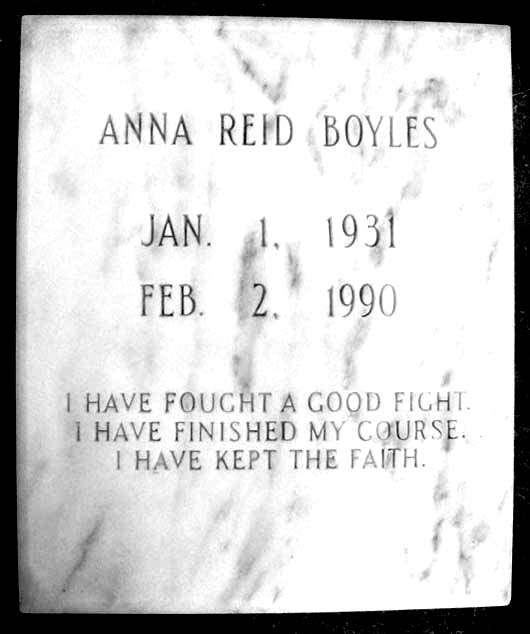 ANNA REID BOYLES
JAN. 1, 1931
FEB. 2, 1990
I HAVE FOUGHT A GOOD FIGHT.
I HAVE FINISHED MY COURSE.
I HAVE KEPT THE FAITH.